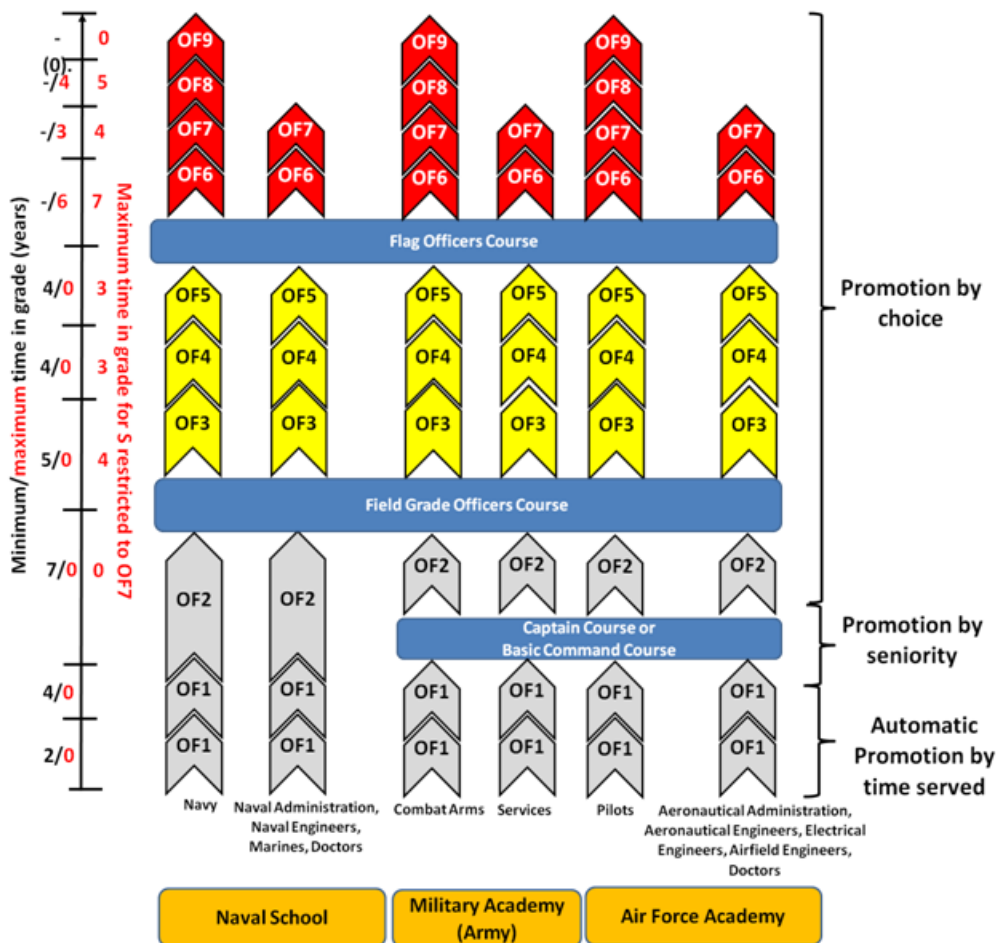 - 0
(0).
-/4 5
-/3 4
-/6 7
4/0 3
4/0 3
5/0 4
7/0 0
4/0
2/0
Minimum/maximum time in grade (years)
Maximum time in grade for S restricted to OF7
OF9 OF9 OF9
OF8 OF8 OF8
OF7 OF7 OF7 OF7 OF7 OF7
OF6 OF6 OF6 OF6 OF6 OF6
Flag Officers Course
OF5 OF5 OF5 OF5 OF5 OF5
OF4 OF4 OF4 OF4 OF4 OF4
OF3 OF3 OF3 OF3 OF3 OF3
Field Grade Officers Course
OF2 OF2 OF2 OF2 OF2 OF2
Captain Course or
Basic Command Course
OF1 OF1 OF1 OF1 OF1 OF1
OF1 OF1 OF1 OF1 OF1 OF1
Promotion by
choice
Promotion by
seniority
Automatic
Promotion by
time served
Navy
Naval Administration,
Naval Engineers,
Marines, Doctors
Combat Arms
Services
Pilots
Aeronautical Administration,
Aeronautical Engineers, Electrical
Engineers, Airfield Engineers,
Doctors
Naval School
Military Academy
(Army)
Air Force Academy